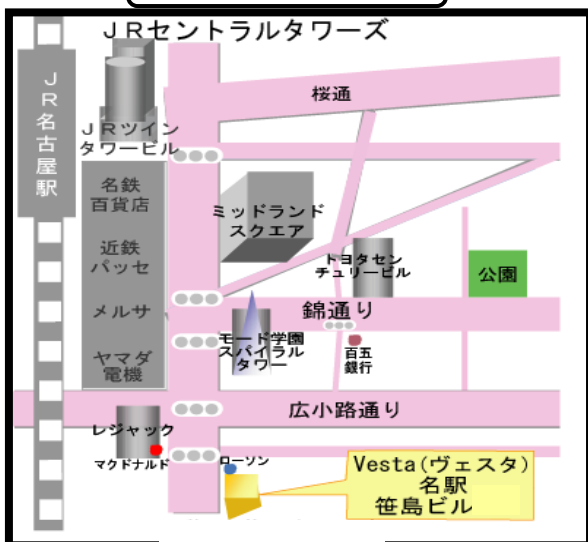 ＪＲセントラルタワーズ
ＪＲ名古屋駅
桜通
ＪＲツイン
タワービル
名鉄
百貨店
ミッドランド
スクエア
近鉄
パッセ
トヨタセン
チュリービル
公園
メルサ
錦通り
モード学園
スパイラル
タワー
百五
銀行
ヤマダ
電機
広小路通り
レジャック
マクドナルド
ローソン
Vesta(ヴェスタ)
名駅
笹島ビル